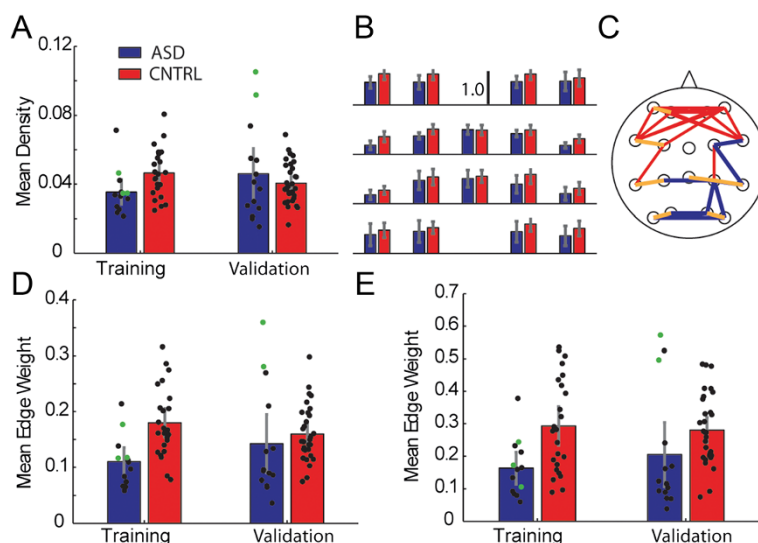 A
0.12
0.08
0.04
0
Mean Density
ASD
CNTRL
Training
Validation
B
1.0
C
D
0.4
0.3
0.2
0.1
0
Mean Edge Weight
Training
Validation
E
0.7
0.6
0.5
0.4
0.3
0.2
0.1
0
Mean Edge Weight
Training
Validation